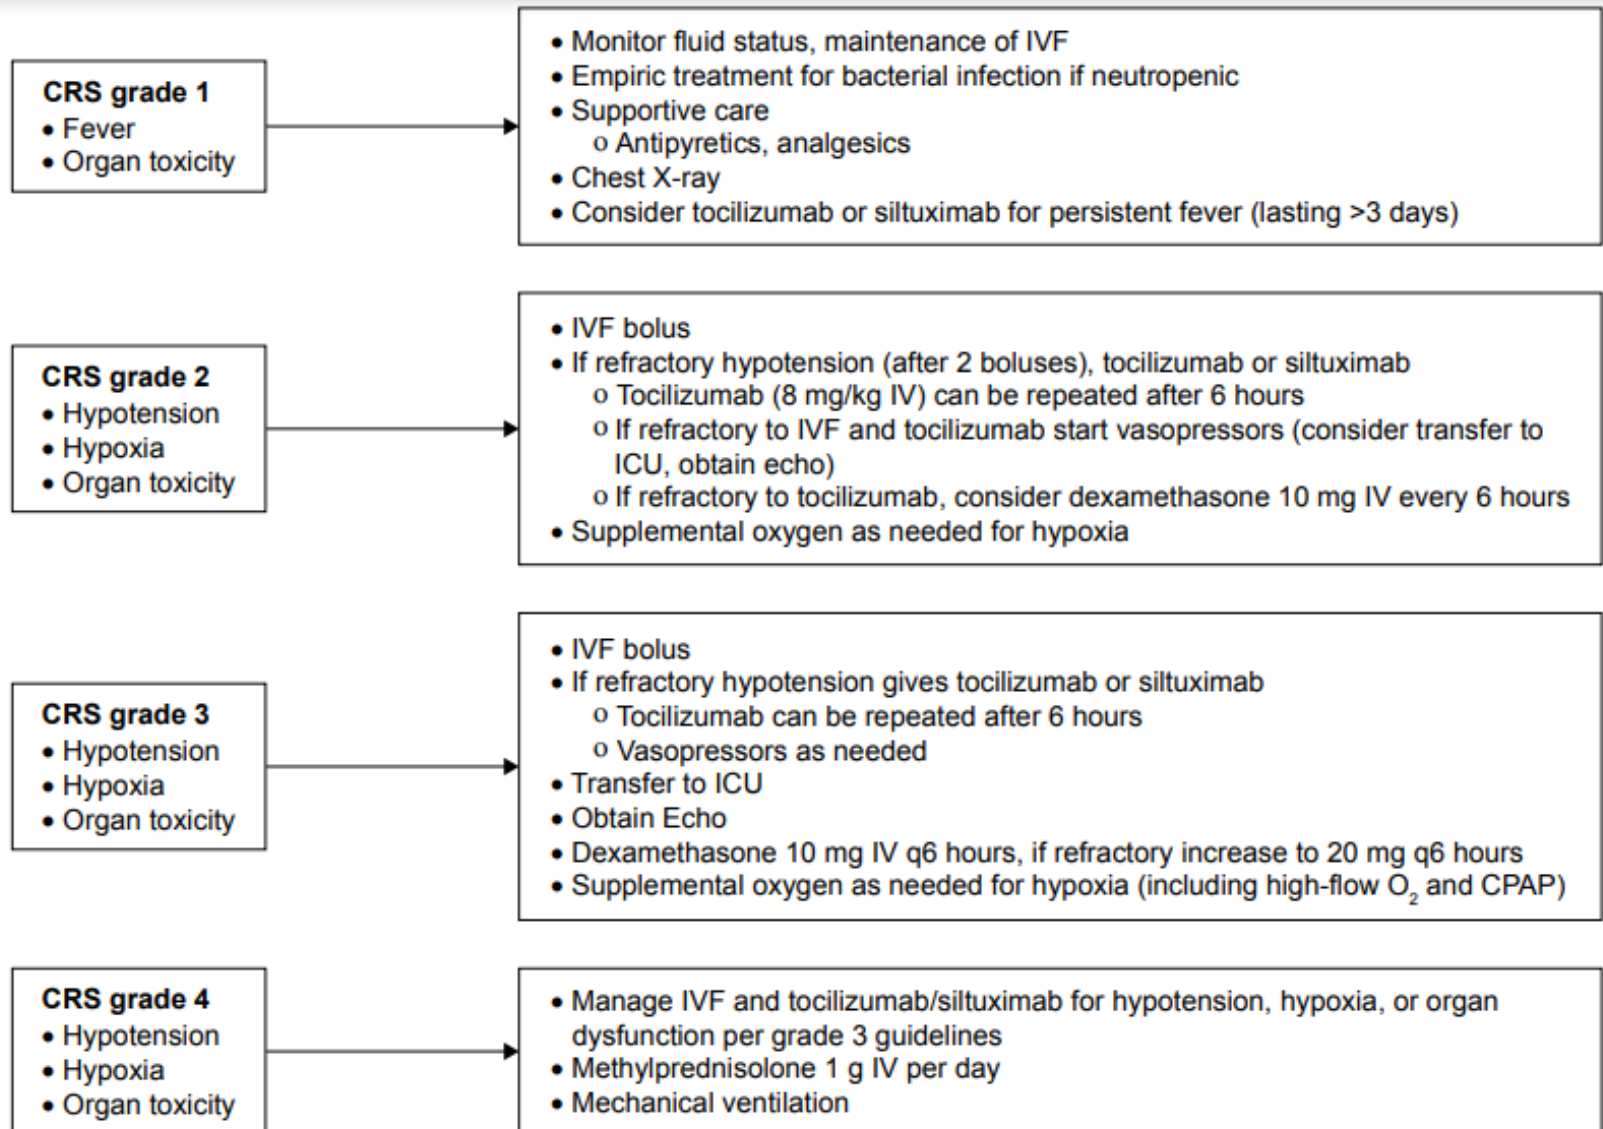 CRS grade 1
• Fever
• Organ toxicity
• Monitor fluid status, maintenance of IVF
• Empiric treatment for bacterial infection if neutropenic
• Supportive care
o Antipyretics, analgesics
• Chest X-ray
• Consider tocilizumab or siltuximab for persistent fever (lasting >3 days)
CRS grade 2
• Hypotension
• Hypoxia
• Organ toxicity
• IVF bolus
• If refractory hypotension (after 2 boluses), tocilizumab or siltuximab
o Tocilizumab (8 mg/kg IV) can be repeated after 6 hours
o If refractory to IVF and tocilizumab start vasopressors (consider transfer to
ICU, obtain echo)
o If refractory to tocilizumab, consider dexamethasone 10 mg IV every 6 hours
• Supplemental oxygen as needed for hypoxia
CRS grade 3
• Hypotension
• Hypoxia
• Organ toxicity
• IVF bolus
• If refractory hypotension gives tocilizumab or siltuximab
o Tocilizumab can be repeated after 6 hours
o Vasopressors as needed
• Transfer to ICU
• Obtain Echo
• Dexamethasone 10 mg IV q6 hours, if refractory increase to 20 mg q6 hours
• Supplemental oxygen as needed for hypoxia (including high-flow O₂ and CPAP)
CRS grade 4
• Hypotension
• Hypoxia
• Organ toxicity
• Manage IVF and tocilizumab/siltuximab for hypotension, hypoxia, or organ
dysfunction per grade 3 guidelines
• Methylprednisolone 1 g IV per day
• Mechanical ventilation